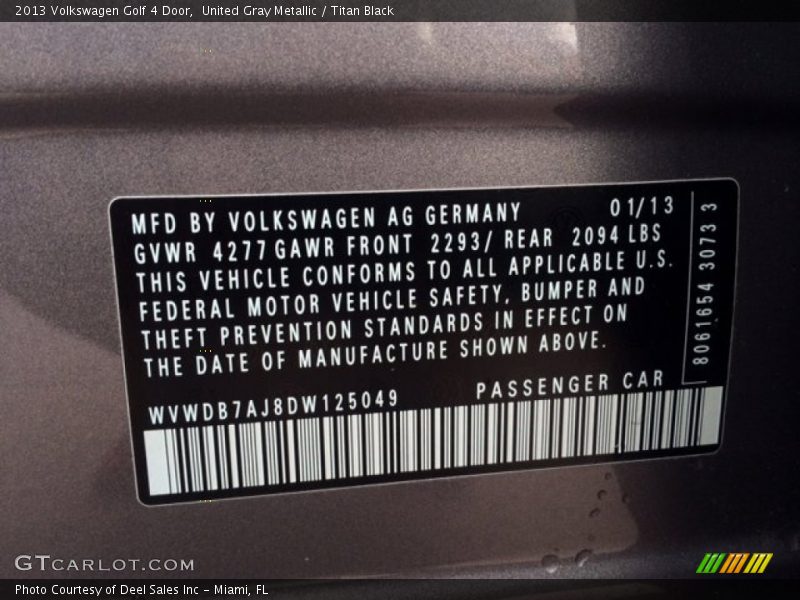 2013 Volkswagen Golf 4 Door, United Gray Metallic / Titan Black
MFD BY VOLKSWAGEN AG GERMANY 01/13
GVWR 4277 GAWR FRONT 2293/ REAR 2094 LBS
THIS VEHICLE CONFORMS TO ALL APPLICABLE U.S.
FEDERAL MOTOR VEHICLE SAFETY, BUMPER AND
THEFT PREVENTION STANDARDS IN EFFECT ON
THE DATE OF MANUFACTURE SHOWN ABOVE.
WVWDB7AJ8DW125049 PASSENGER CAR
8061654 3073 3
GTCARLOT.COM
Photo Courtesy of Deel Sales Inc – Miami, FL